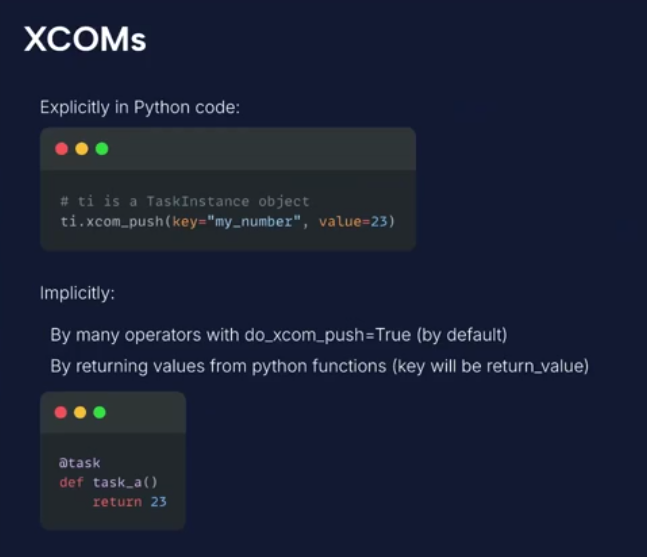 XCOMs
Explicitly in Python code:
# ti is a TaskInstance object
ti.xcom_push(key="my_number", value=23)
Implicitly:
By many operators with do_xcom_push=True (by default)
By returning values from python functions (key will be return_value)
@task
def task_a()
    return 23